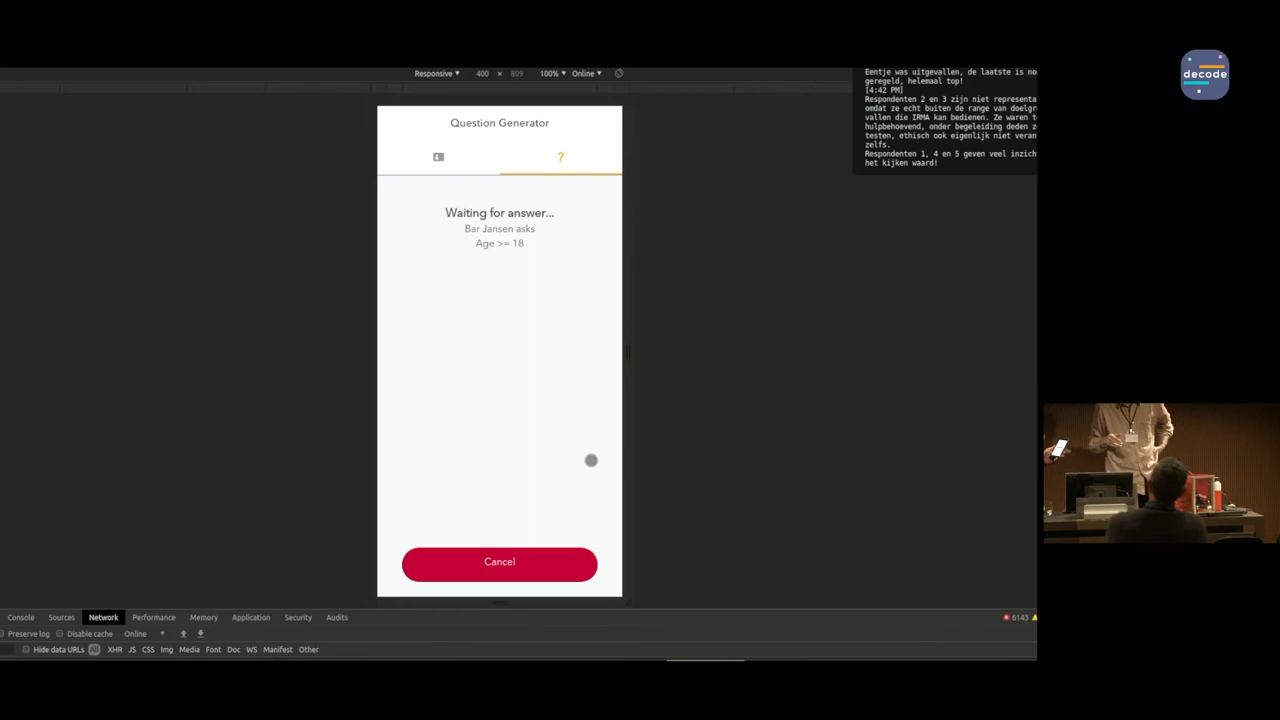 Responsive
400
×
809
100%
Online
Question Generator
?
Waiting for answer...
Bar Jansen asks
Age >= 18
Cancel
Eentje was uitgevallen, de laatste is
geregeld, helemaal top!
[4:42 PM]
Respondenten 2 en 3 zijn niet
omdat ze echt buiten de range van
vallen die IRMA kan bedienen. Ze waren
hulpbehoevend, onder begeleiding deden
testen, ethisch ook eigenlijk niet
zelfs.
Respondenten 1, 4 en 5 geven veel
het kijken waard!
decode
Console Sources Network Performance Memory Application Security Audits
6143
Preserve log Disable cache Online
Hide data URLs All XHR JS CSS Img Media Font Doc WS Manifest Other